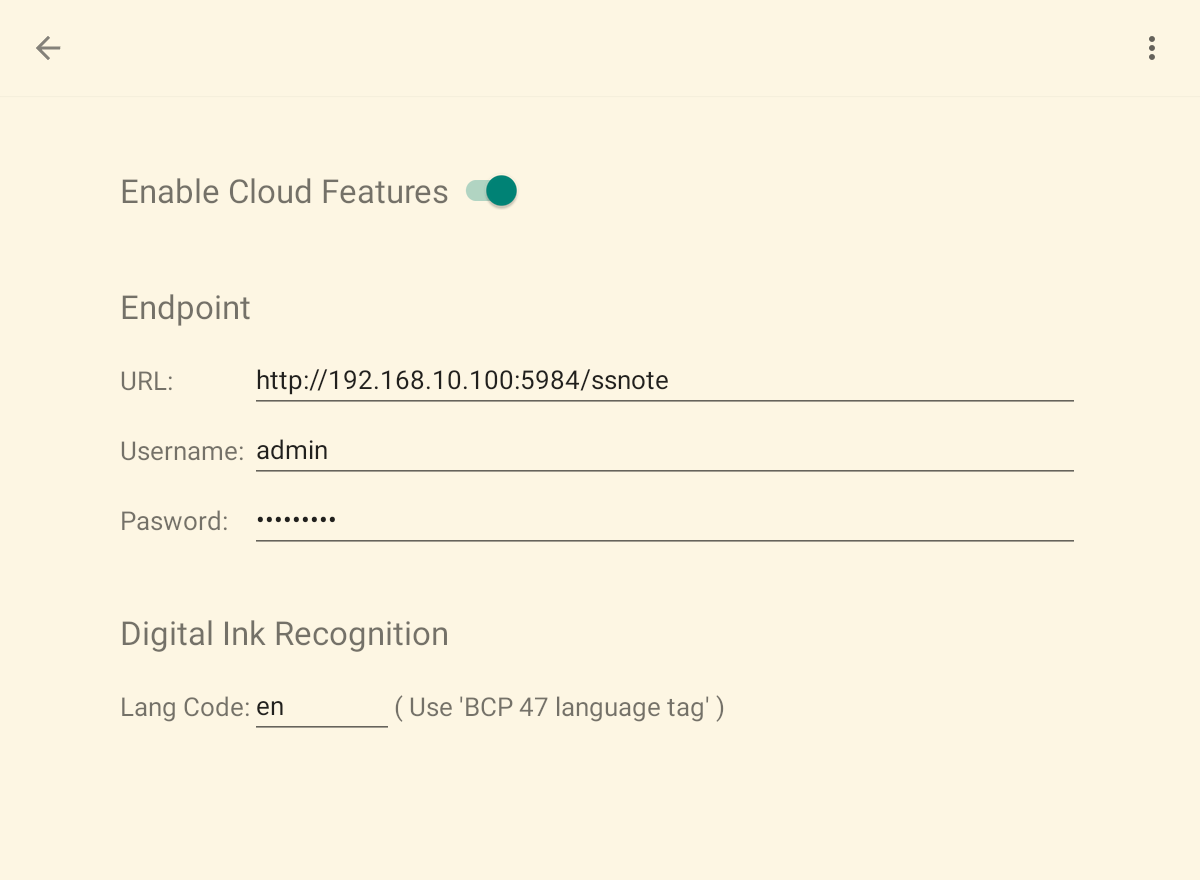 Enable Cloud Features
Endpoint
URL: http://192.168.10.100:5984/ssnote
Username: admin
Pasword: •••••••••
Digital Ink Recognition
Lang Code: en ( Use 'BCP 47 language tag' )